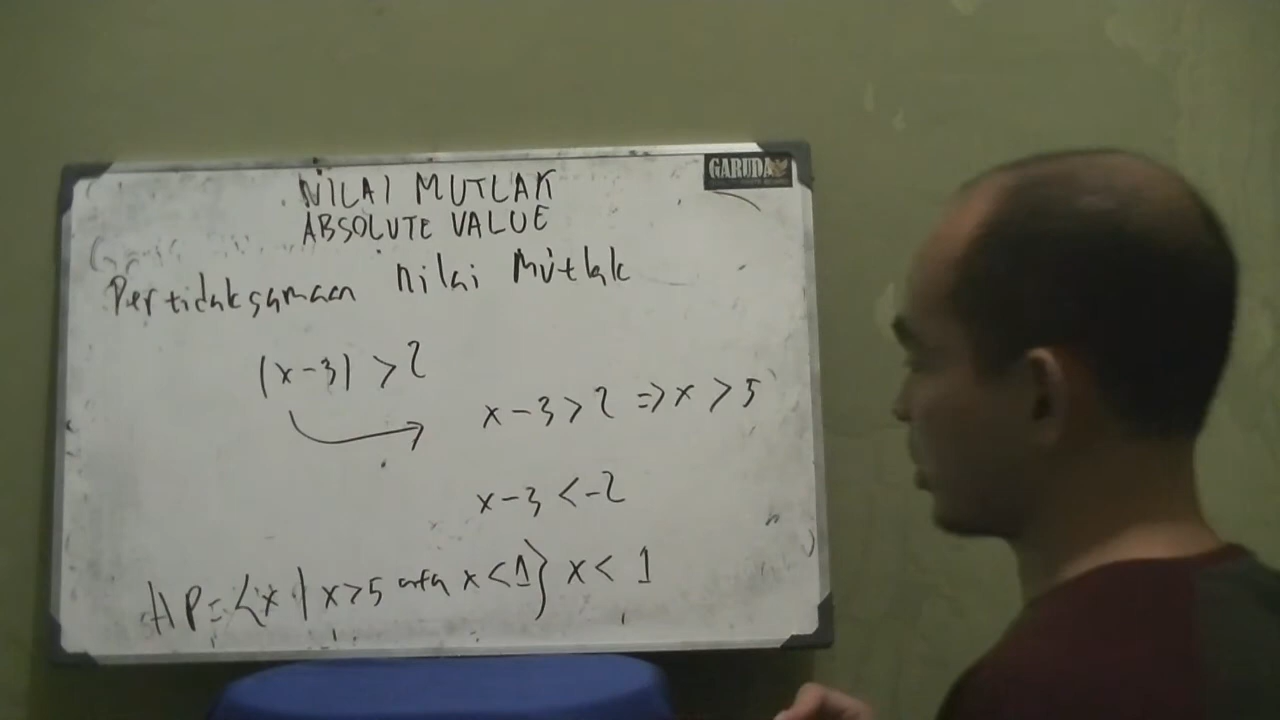 GARUDA
NILAI MUTLAK
ABSOLUTE VALUE
Pertidaksamaan Nilai Mutlak
|x-3| > 2
x-3 > 2 => x > 5
x-3 < -2
x < 1
HP = {x | x>5 atau x<1}